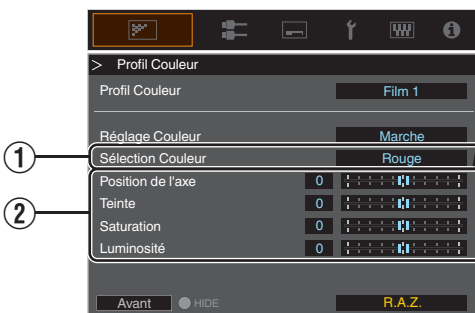 > Profil Couleur
Profil Couleur Film 1
Réglage Couleur Marche
① Sélection Couleur Rouge
② Position de l'axe 0
Teinte 0
Saturation 0
Luminosité 0
Avant HIDE R.A.Z.